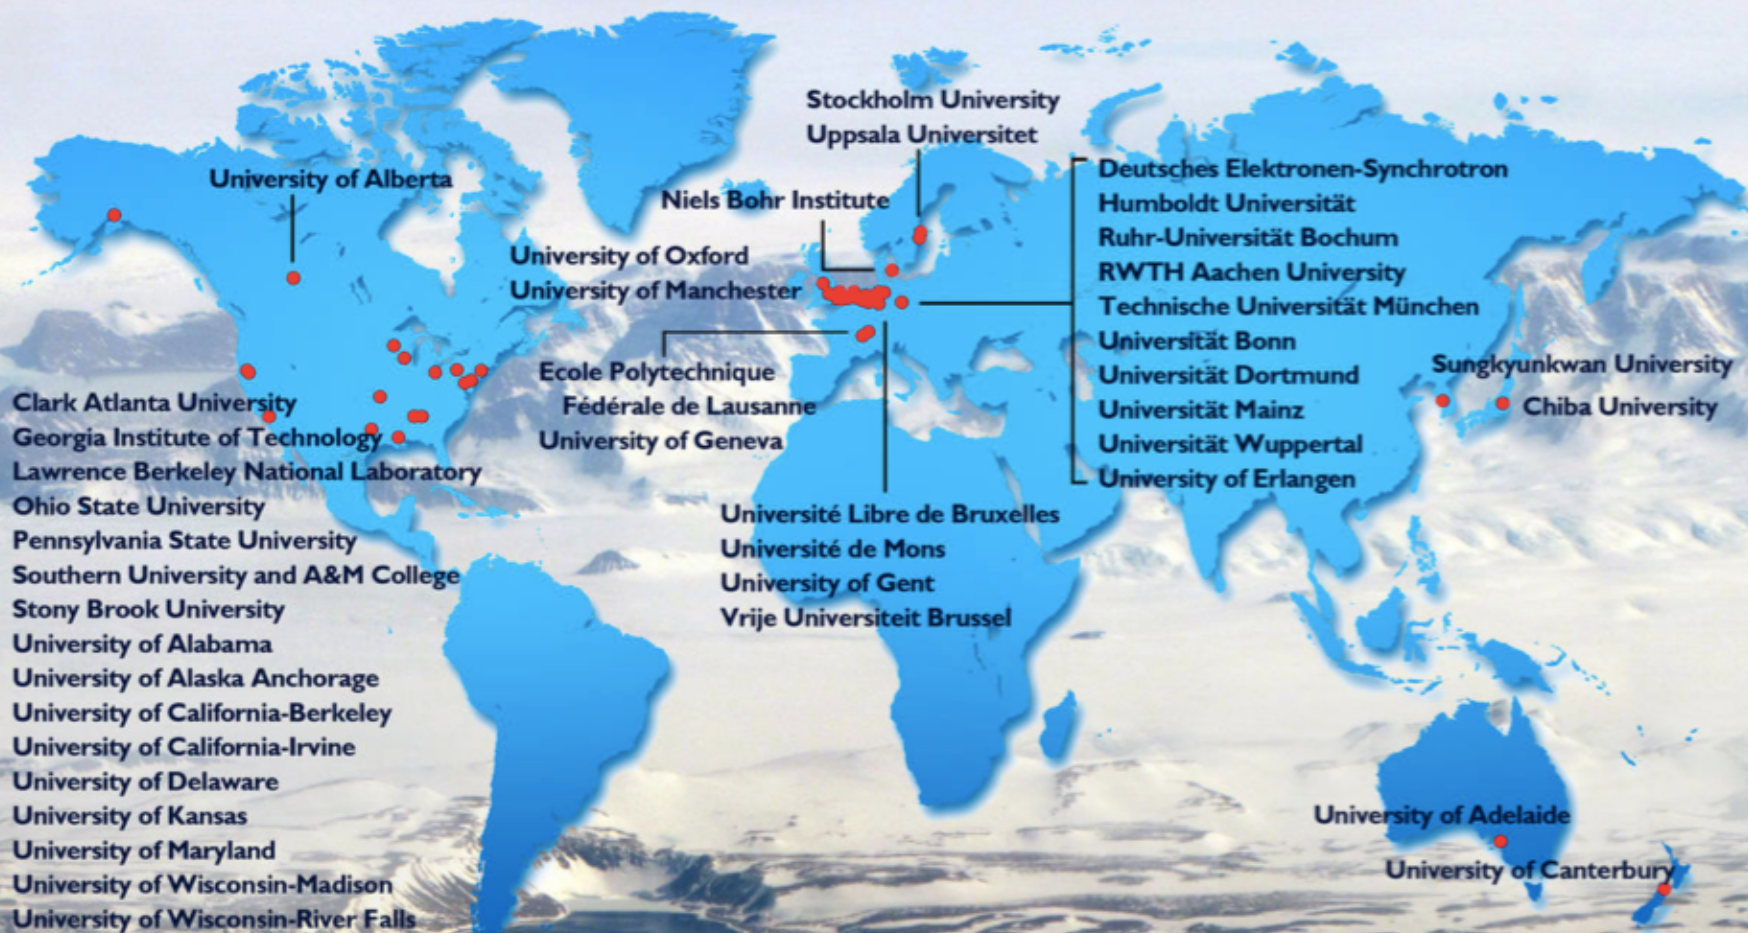 Stockholm University
Uppsala Universitet
University of Alberta
Niels Bohr Institute
University of Oxford
University of Manchester
Ecole Polytechnique
Fédérale de Lausanne
University of Geneva
Deutsches Elektronen-Synchrotron
Humboldt Universität
Ruhr-Universität Bochum
RWTH Aachen University
Technische Universität München
Universität Bonn
Universität Dortmund
Universität Mainz
Universität Wuppertal
University of Erlangen
Sungkyunkwan University
Chiba University
Clark Atlanta University
Georgia Institute of Technology
Lawrence Berkeley National Laboratory
Ohio State University
Pennsylvania State University
Southern University and A&M College
Stony Brook University
University of Alabama
University of Alaska Anchorage
University of California-Berkeley
University of California-Irvine
University of Delaware
University of Kansas
University of Maryland
University of Wisconsin-Madison
University of Wisconsin-River Falls
Université Libre de Bruxelles
Université de Mons
University of Gent
Vrije Universiteit Brussel
University of Adelaide
University of Canterbury